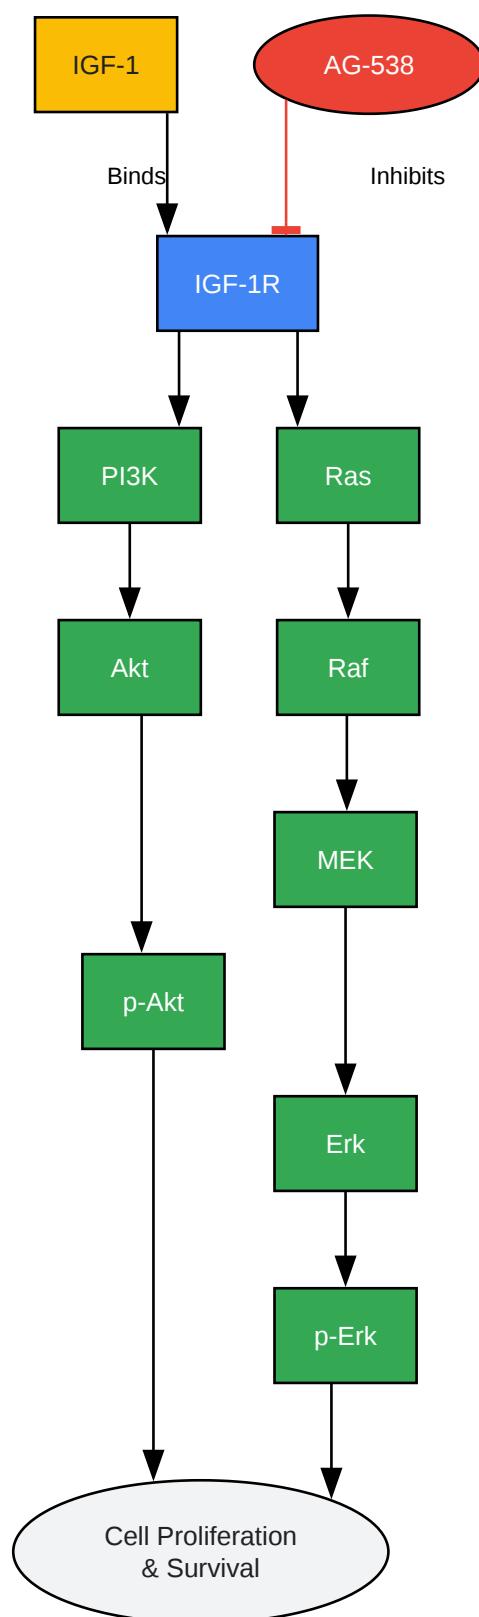 IGF-1
AG-538
Binds
Inhibits
IGF-1R
PI3K
Ras
Akt
Raf
MEK
p-Akt
Erk
p-Erk
Cell Proliferation
& Survival